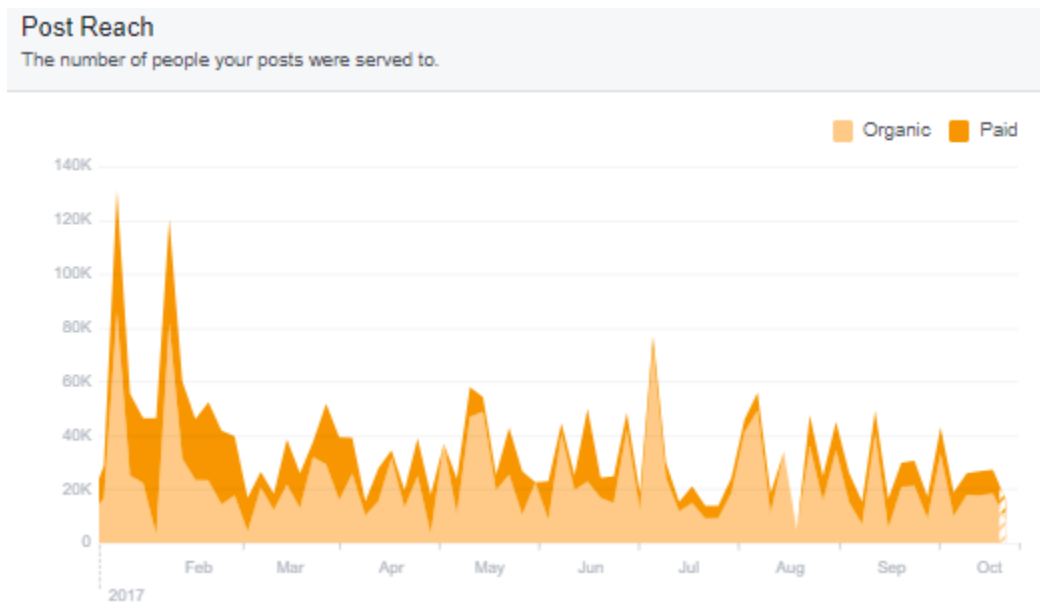 Post Reach
The number of people your posts were served to.
Organic Paid
140K
120K
100K
80K
60K
40K
20K
0
Feb Mar Apr May Jun Jul Aug Sep Oct
2017